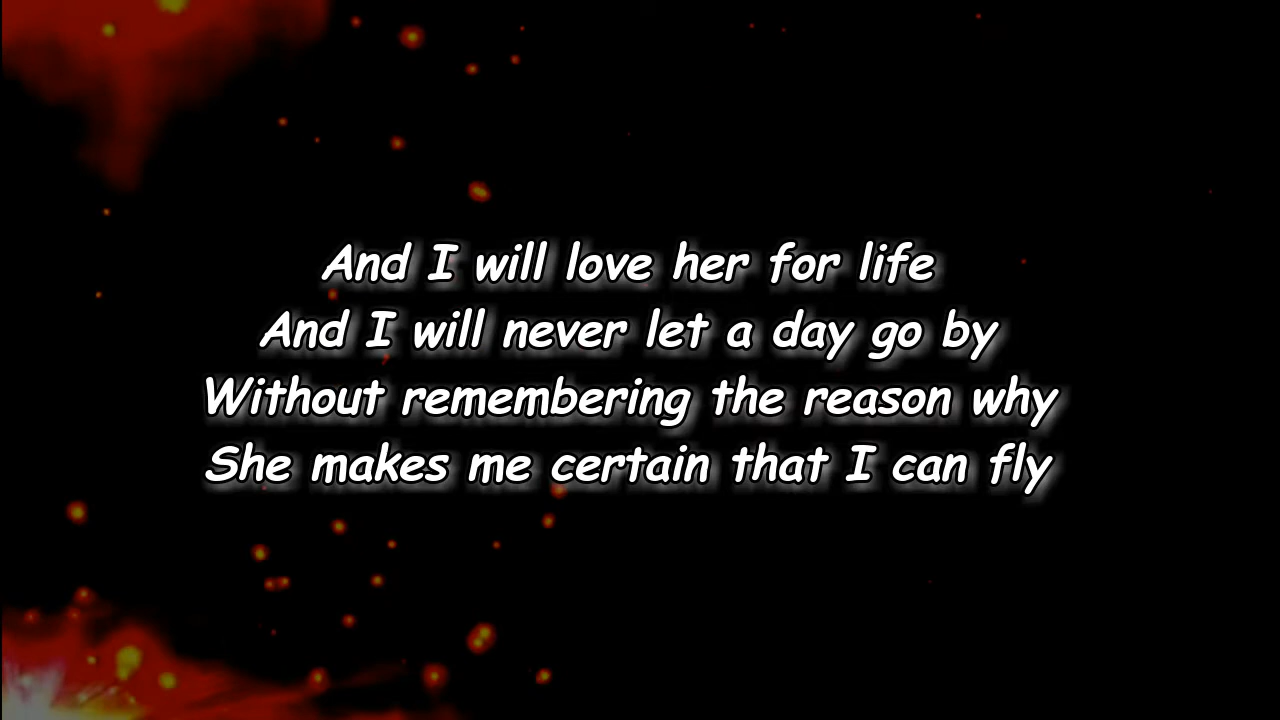 And I will love her for life
And I will never let a day go by
Without remembering the reason why
She makes me certain that I can fly